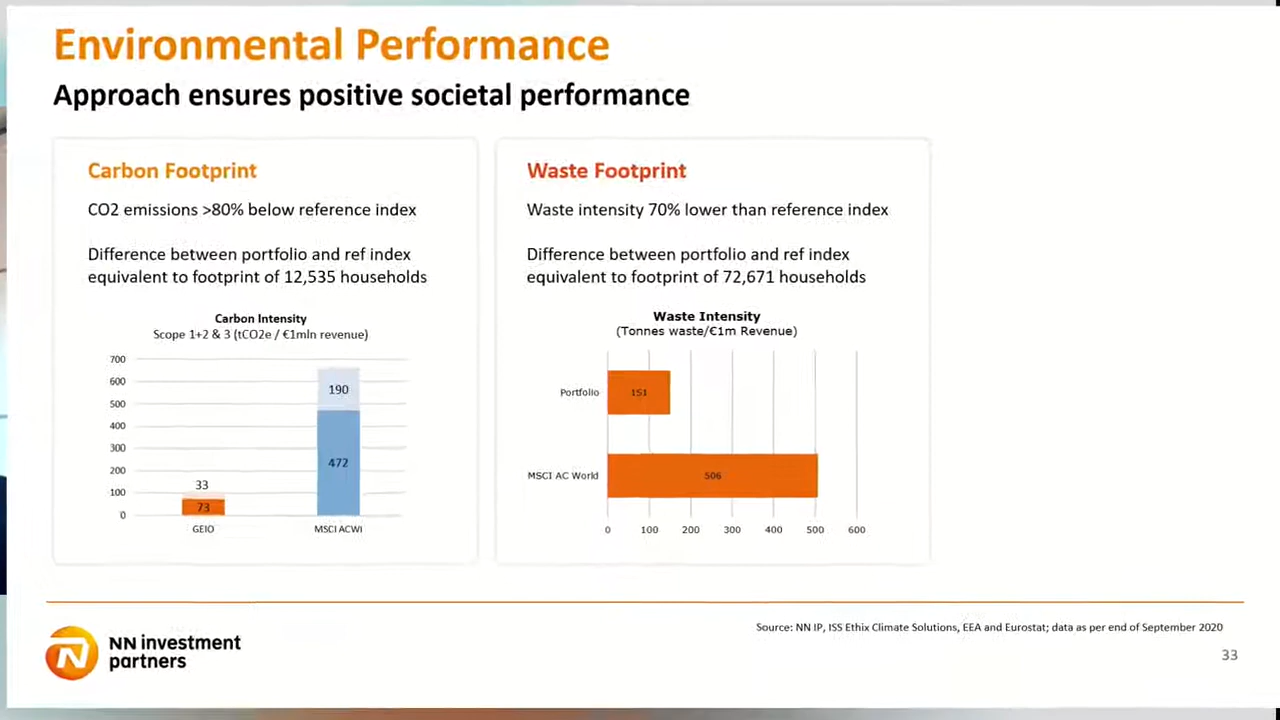 Environmental Performance
Approach ensures positive societal performance
Carbon Footprint
CO2 emissions >80% below reference index
Difference between portfolio and ref index
equivalent to footprint of 12,535 households
Carbon Intensity
Scope 1+2 & 3 (tCO2e / €1mln revenue)
700
600
500
400
300
200
100
0
190
472
33
73
GEIO
MSCI ACWI
Waste Footprint
Waste intensity 70% lower than reference index
Difference between portfolio and ref index
equivalent to footprint of 72,671 households
Waste Intensity
(Tonnes waste/€1m Revenue)
Portfolio
151
MSCI AC World
506
0 100 200 300 400 500 600
Source: NN IP, ISS Ethix Climate Solutions, EEA and Eurostat; data as per end of September 2020
NN investment
partners
33